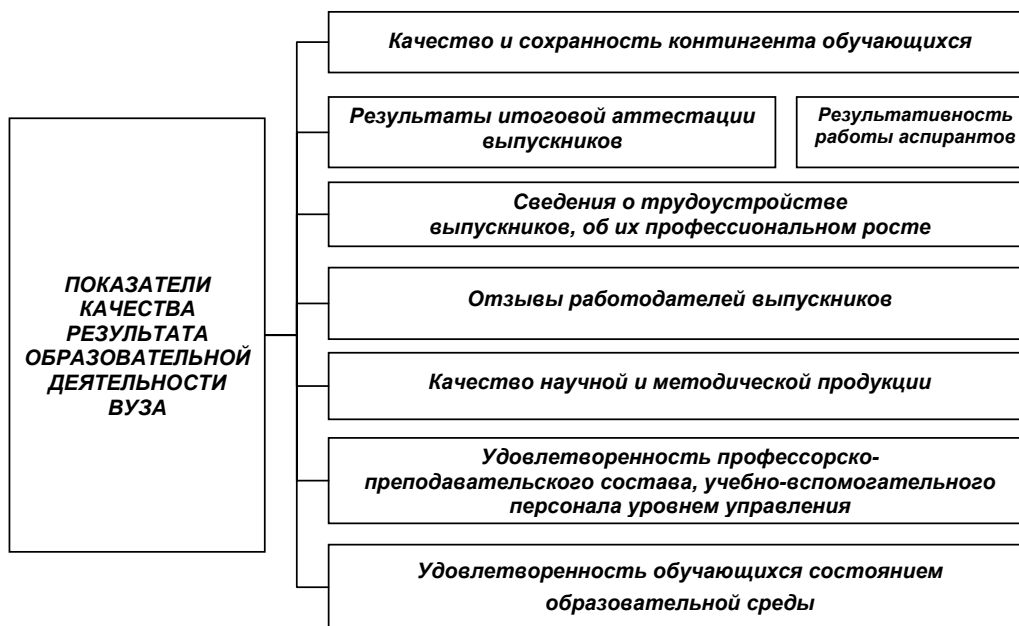 Качество и сохранность контингента обучающихся
Результаты итоговой аттестации
выпускников
Результативность
работы аспирантов
Сведения о трудоустройстве
выпускников, об их профессиональном росте
ПОКАЗАТЕЛИ
КАЧЕСТВА
РЕЗУЛЬТАТА
ОБРАЗОВАТЕЛЬНОЙ
ДЕЯТЕЛЬНОСТИ
ВУЗА
Отзывы работодателей выпускников
Качество научной и методической продукции
Удовлетворенность профессорско-
преподавательского состава, учебно-вспомогательного
персонала уровнем управления
Удовлетворенность обучающихся состоянием
образовательной среды